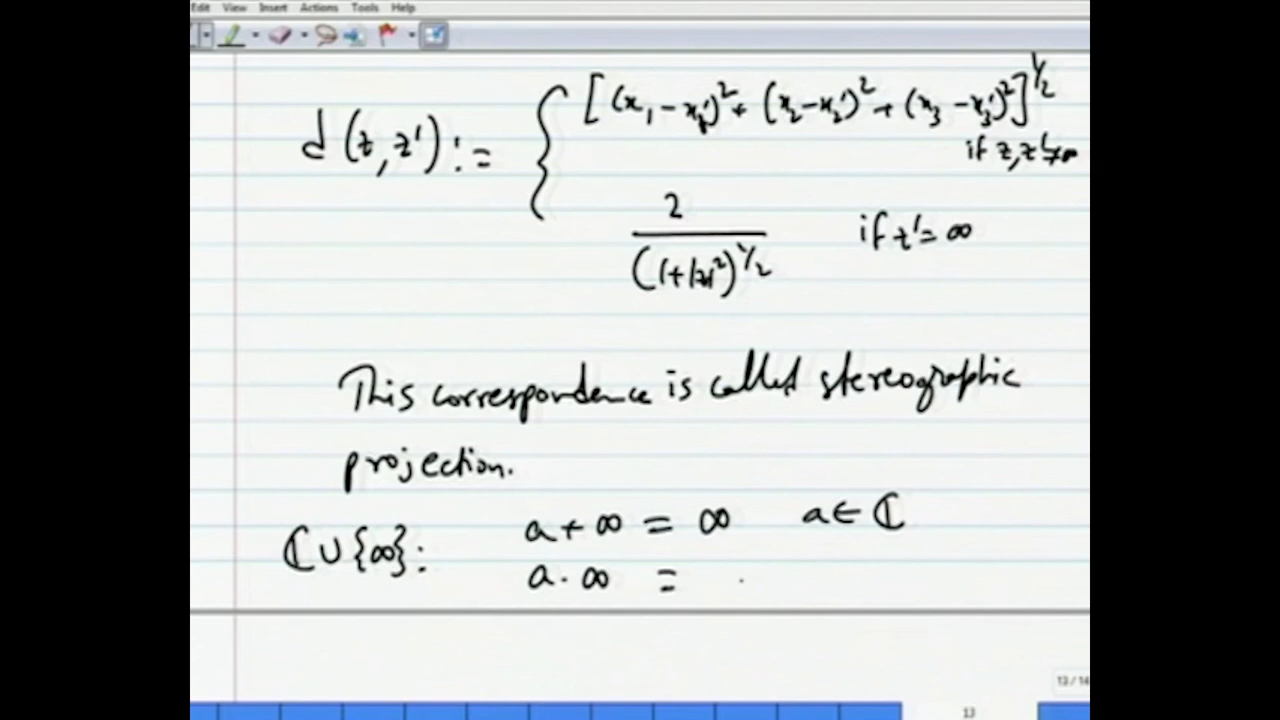 Edit View Insert Actions Tools Help
d(z, z') := { [(x₁ - x₁')² + (x₂ - x₂')² + (x₃ - x₃')²]^{1/2}
if z, z' ≠ ∞
2 / (1+|z|²)^{1/2} if z' = ∞
This correspondence is called stereographic
projection.
ℂ ∪ {∞}: a + ∞ = ∞ a ∈ ℂ
a · ∞ =
13 / 14
13